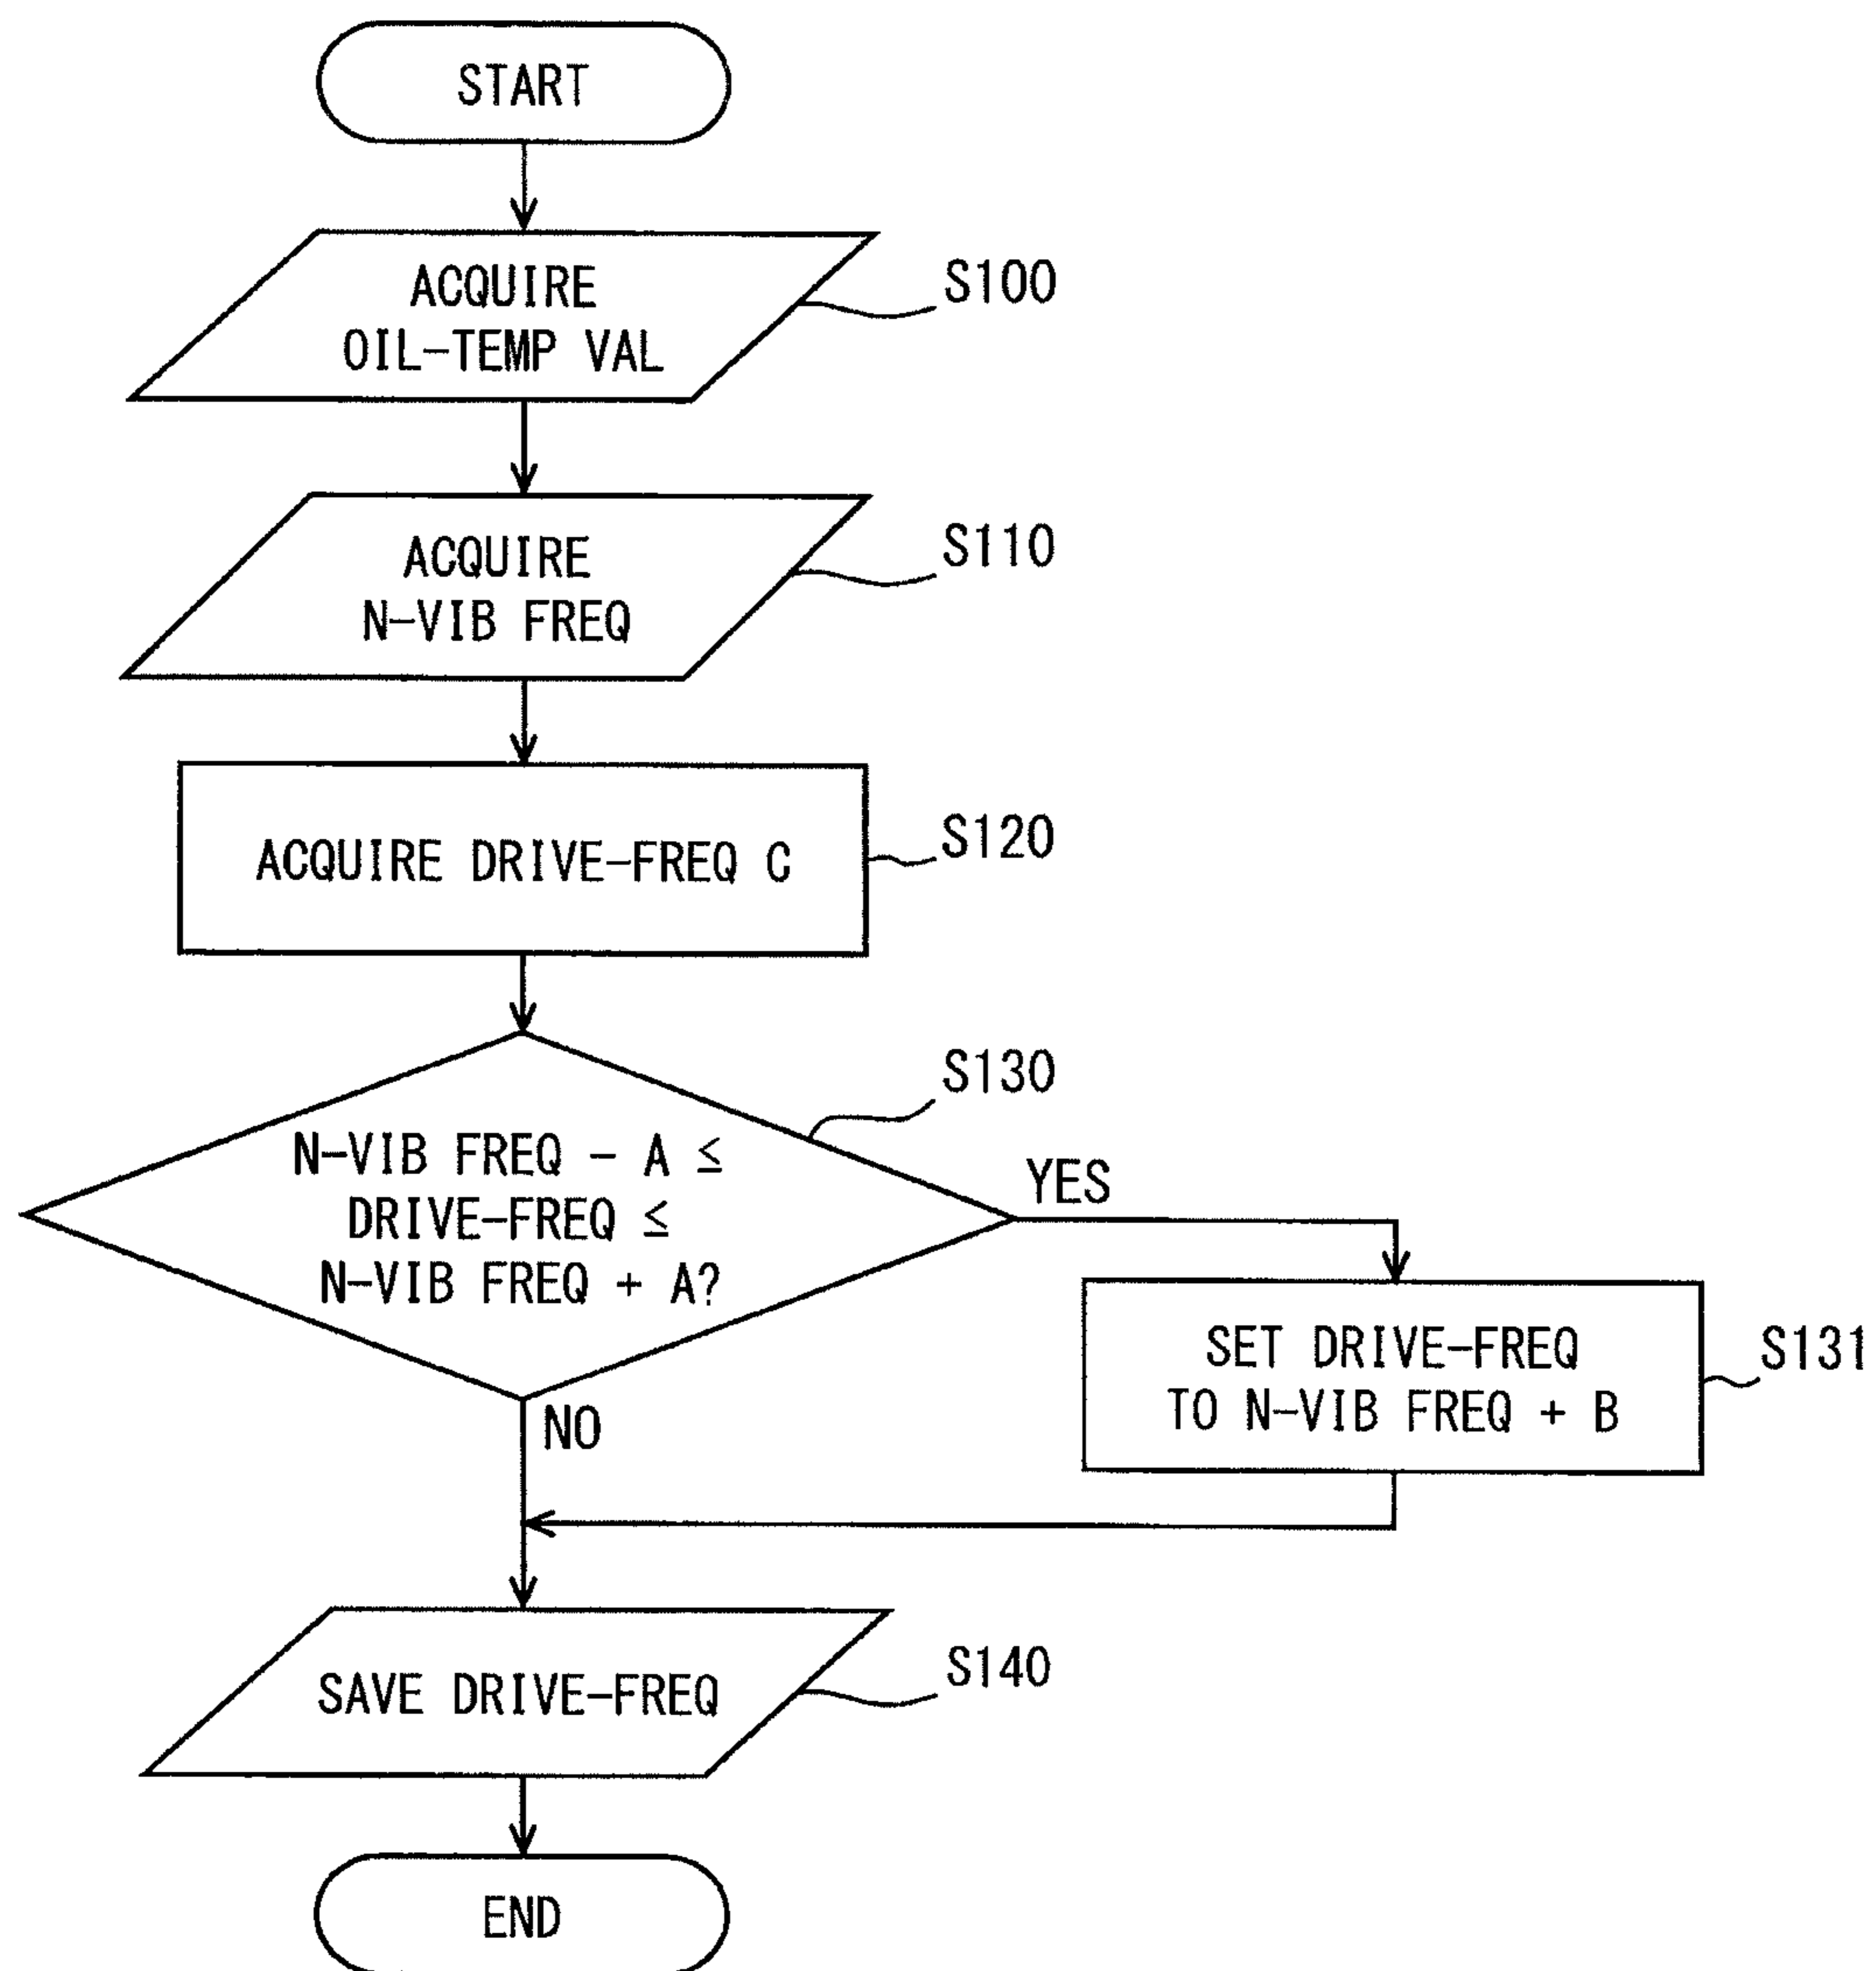 START
ACQUIRE
OIL-TEMP VAL
S100
ACQUIRE
N-VIB FREQ
S110
ACQUIRE DRIVE-FREQ C
S120
N-VIB FREQ - A ≤
DRIVE-FREQ ≤
N-VIB FREQ + A?
S130
YES
NO
SET DRIVE-FREQ
TO N-VIB FREQ + B
S131
SAVE DRIVE-FREQ
S140
END